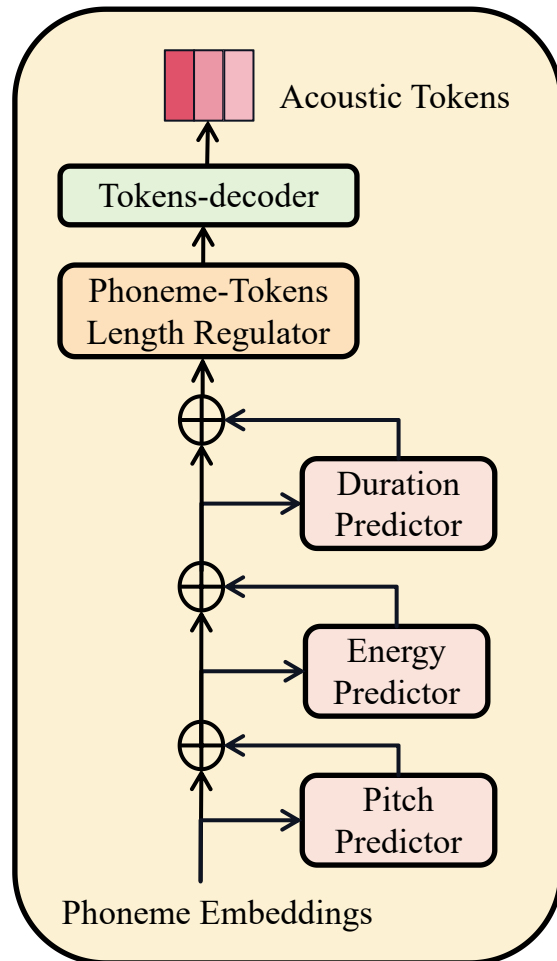 Acoustic Tokens
Tokens-decoder
Phoneme-Tokens
Length Regulator
Duration
Predictor
Energy
Predictor
Pitch
Predictor
Phoneme Embeddings